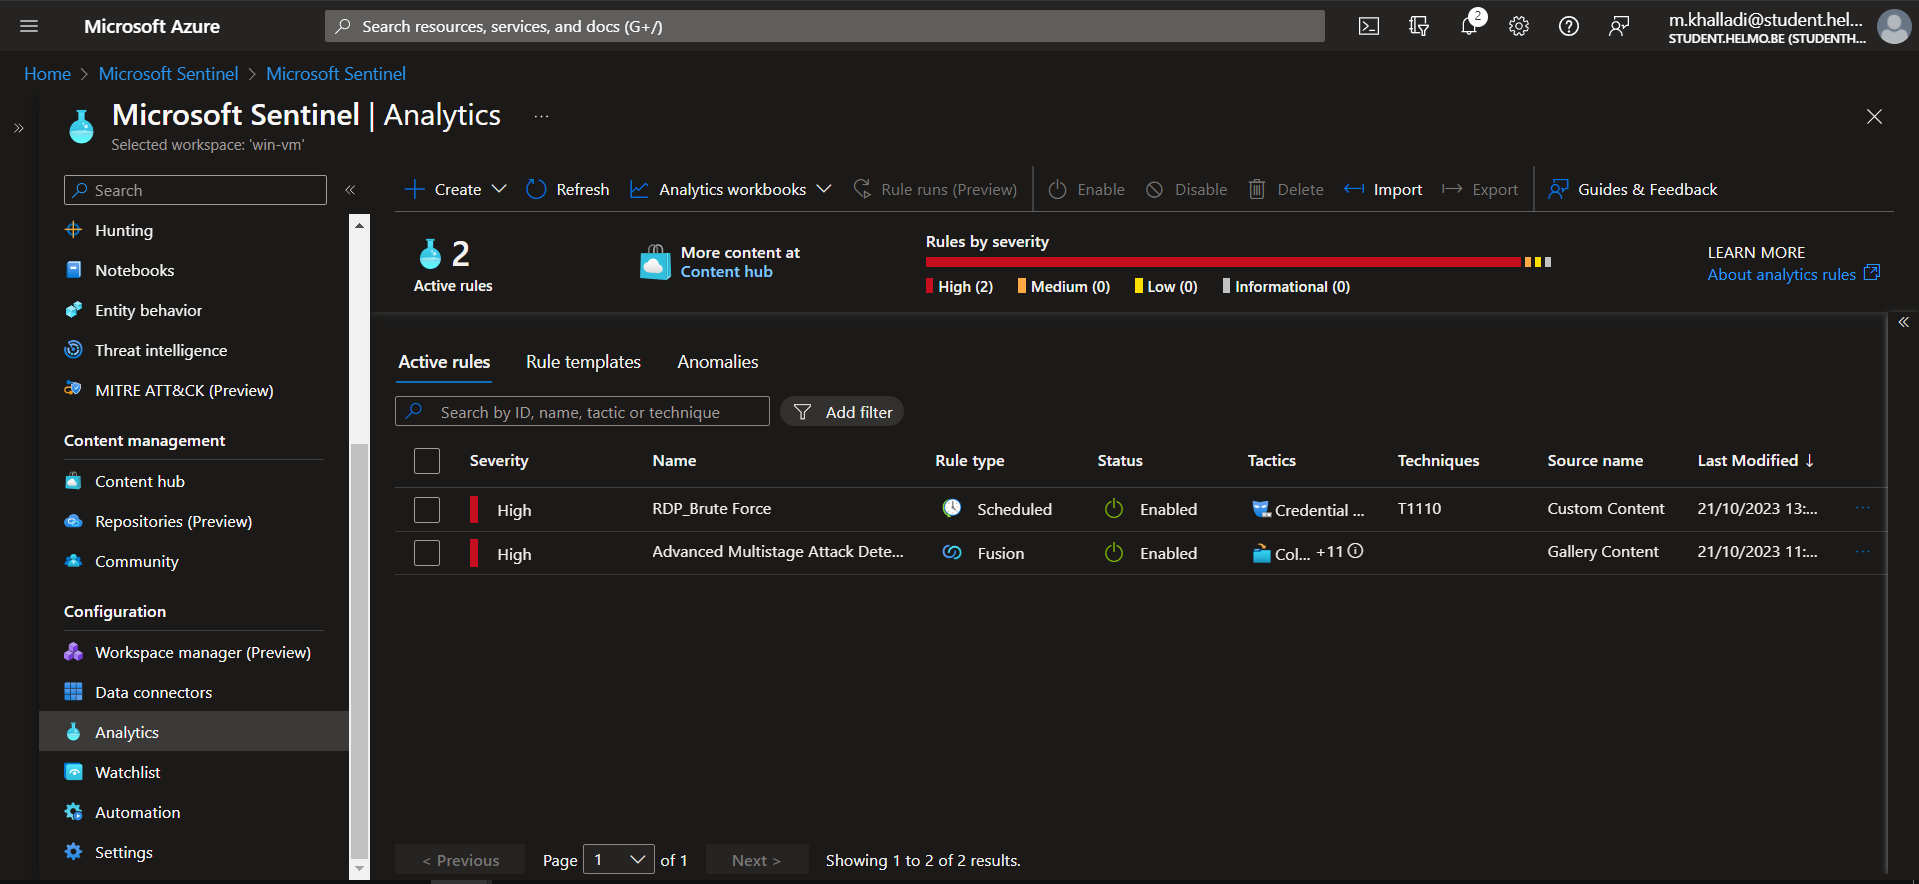 Microsoft Azure
Search resources, services, and docs (G+/)
2
m.khalladi@student.hel...
STUDENT.HELMO.BE (STUDENTH...
Home > Microsoft Sentinel > Microsoft Sentinel
Microsoft Sentinel | Analytics ...
Selected workspace: 'win-vm'
Search
Hunting
Notebooks
Entity behavior
Threat intelligence
MITRE ATT&CK (Preview)
Content management
Content hub
Repositories (Preview)
Community
Configuration
Workspace manager (Preview)
Data connectors
Analytics
Watchlist
Automation
Settings
Create Refresh Analytics workbooks Rule runs (Preview) Enable Disable Delete Import Export Guides & Feedback
2
Active rules
More content at
Content hub
Rules by severity
High (2) Medium (0) Low (0) Informational (0)
LEARN MORE
About analytics rules
Active rules Rule templates Anomalies
Search by ID, name, tactic or technique Add filter
Severity Name Rule type Status Tactics Techniques Source name Last Modified ↓
High RDP_Brute Force Scheduled Enabled Credential ... T1110 Custom Content 21/10/2023 13:... ...
High Advanced Multistage Attack Dete... Fusion Enabled Col... +11 Gallery Content 21/10/2023 11:... ...
< Previous Page 1 of 1 Next > Showing 1 to 2 of 2 results.